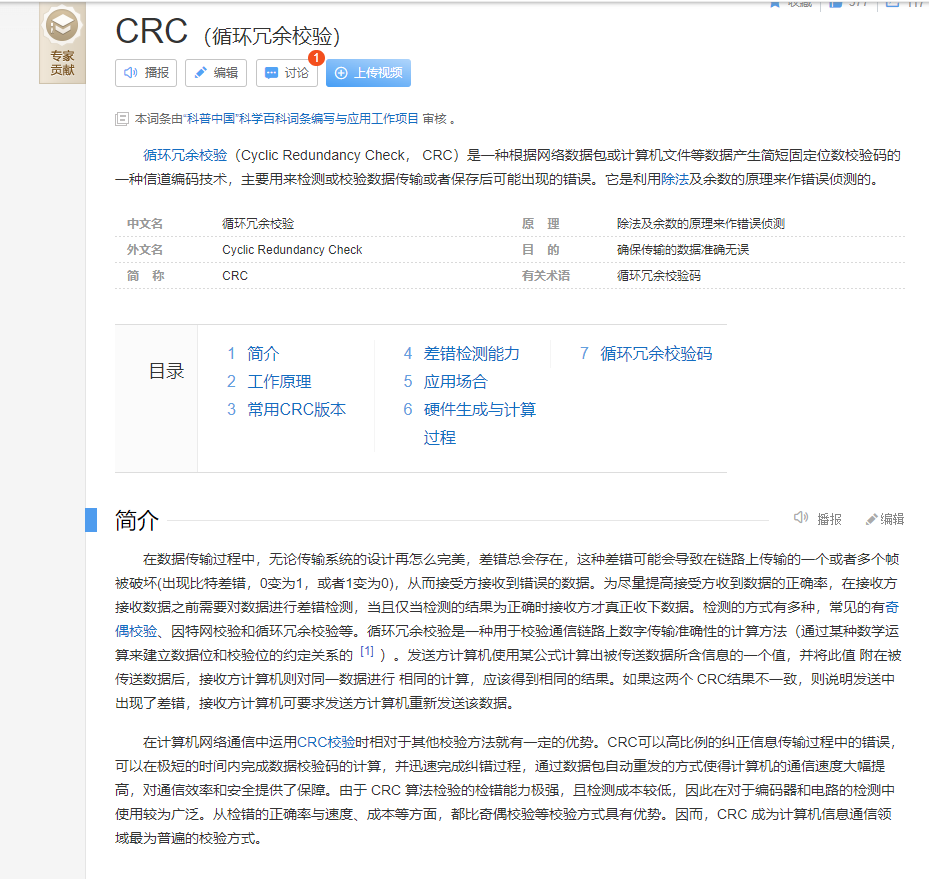 收藏 577 117
专家
贡献
CRC （循环冗余校验）
播报 编辑 讨论 1 上传视频
本词条由“科普中国”科学百科词条编写与应用工作项目 审核 。
循环冗余校验（Cyclic Redundancy Check， CRC）是一种根据网络数据包或计算机文件等数据产生简短固定位数校验码的
一种信道编码技术，主要用来检测或校验数据传输或者保存后可能出现的错误。它是利用除法及余数的原理来作错误侦测的。
中文名 循环冗余校验 原 理 除法及余数的原理来作错误侦测
外文名 Cyclic Redundancy Check 目 的 确保传输的数据准确无误
简 称 CRC 有关术语 循环冗余校验码
目录
1 简介
2 工作原理
3 常用CRC版本
4 差错检测能力
5 应用场合
6 硬件生成与计算
过程
7 循环冗余校验码
简介 播报 编辑
在数据传输过程中，无论传输系统的设计再怎么完美，差错总会存在，这种差错可能会导致在链路上传输的一个或者多个帧
被破坏(出现比特差错，0变为1，或者1变为0)，从而接受方接收到错误的数据。为尽量提高接受方收到数据的正确率，在接收方
接收数据之前需要对数据进行差错检测，当且仅当检测的结果为正确时接收方才真正收下数据。检测的方式有多种，常见的有奇
偶校验、因特网校验和循环冗余校验等。循环冗余校验是一种用于校验通信链路上数字传输准确性的计算方法（通过某种数学运
算来建立数据位和校验位的约定关系的 [1] ）。发送方计算机使用某公式计算出被传送数据所含信息的一个值，并将此值 附在被
传送数据后，接收方计算机则对同一数据进行 相同的计算，应该得到相同的结果。如果这两个 CRC结果不一致，则说明发送中
出现了差错，接收方计算机可要求发送方计算机重新发送该数据。
在计算机网络通信中运用CRC校验时相对于其他校验方法就有一定的优势。CRC可以高比例的纠正信息传输过程中的错误，
可以在极短的时间内完成数据校验码的计算，并迅速完成纠错过程，通过数据包自动重发的方式使得计算机的通信速度大幅提
高，对通信效率和安全提供了保障。由于 CRC 算法检验的检错能力极强，且检测成本较低，因此在对于编码器和电路的检测中
使用较为广泛。从检错的正确率与速度、成本等方面，都比奇偶校验等校验方式具有优势。因而，CRC 成为计算机信息通信领
域最为普遍的校验方式。